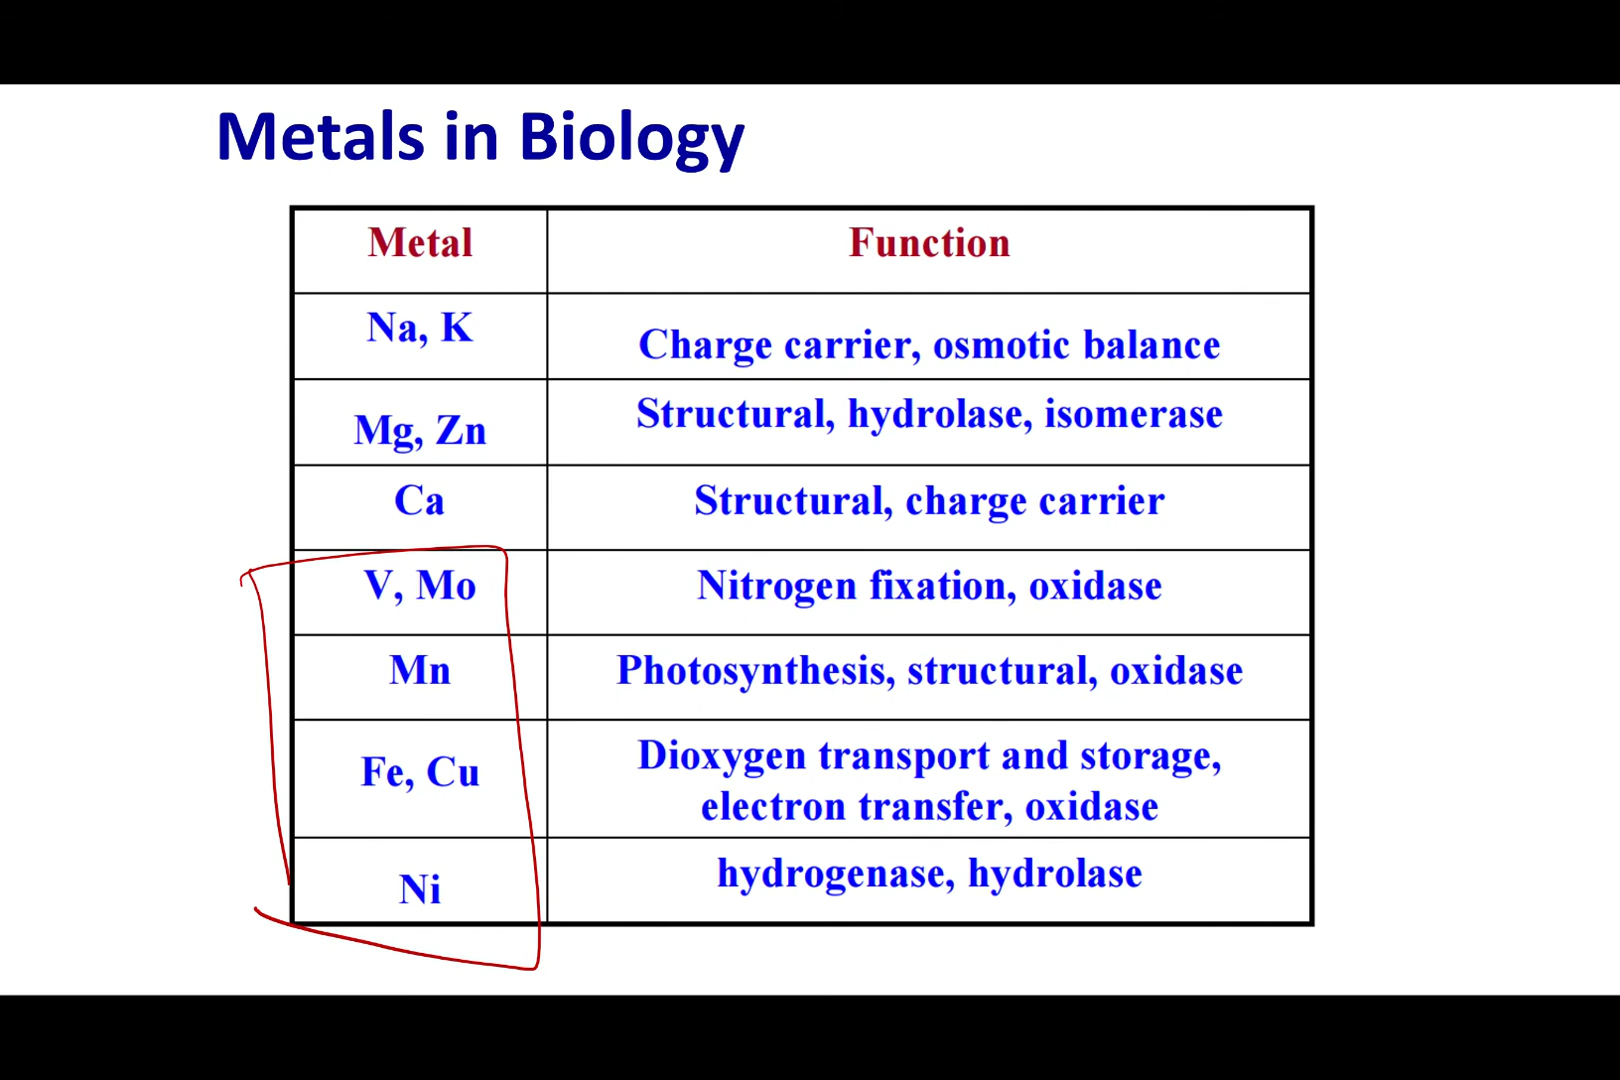 Metals in Biology
Metal Function
Na, K Charge carrier, osmotic balance
Mg, Zn Structural, hydrolase, isomerase
Ca Structural, charge carrier
V, Mo Nitrogen fixation, oxidase
Mn Photosynthesis, structural, oxidase
Fe, Cu Dioxygen transport and storage,
electron transfer, oxidase
Ni hydrogenase, hydrolase